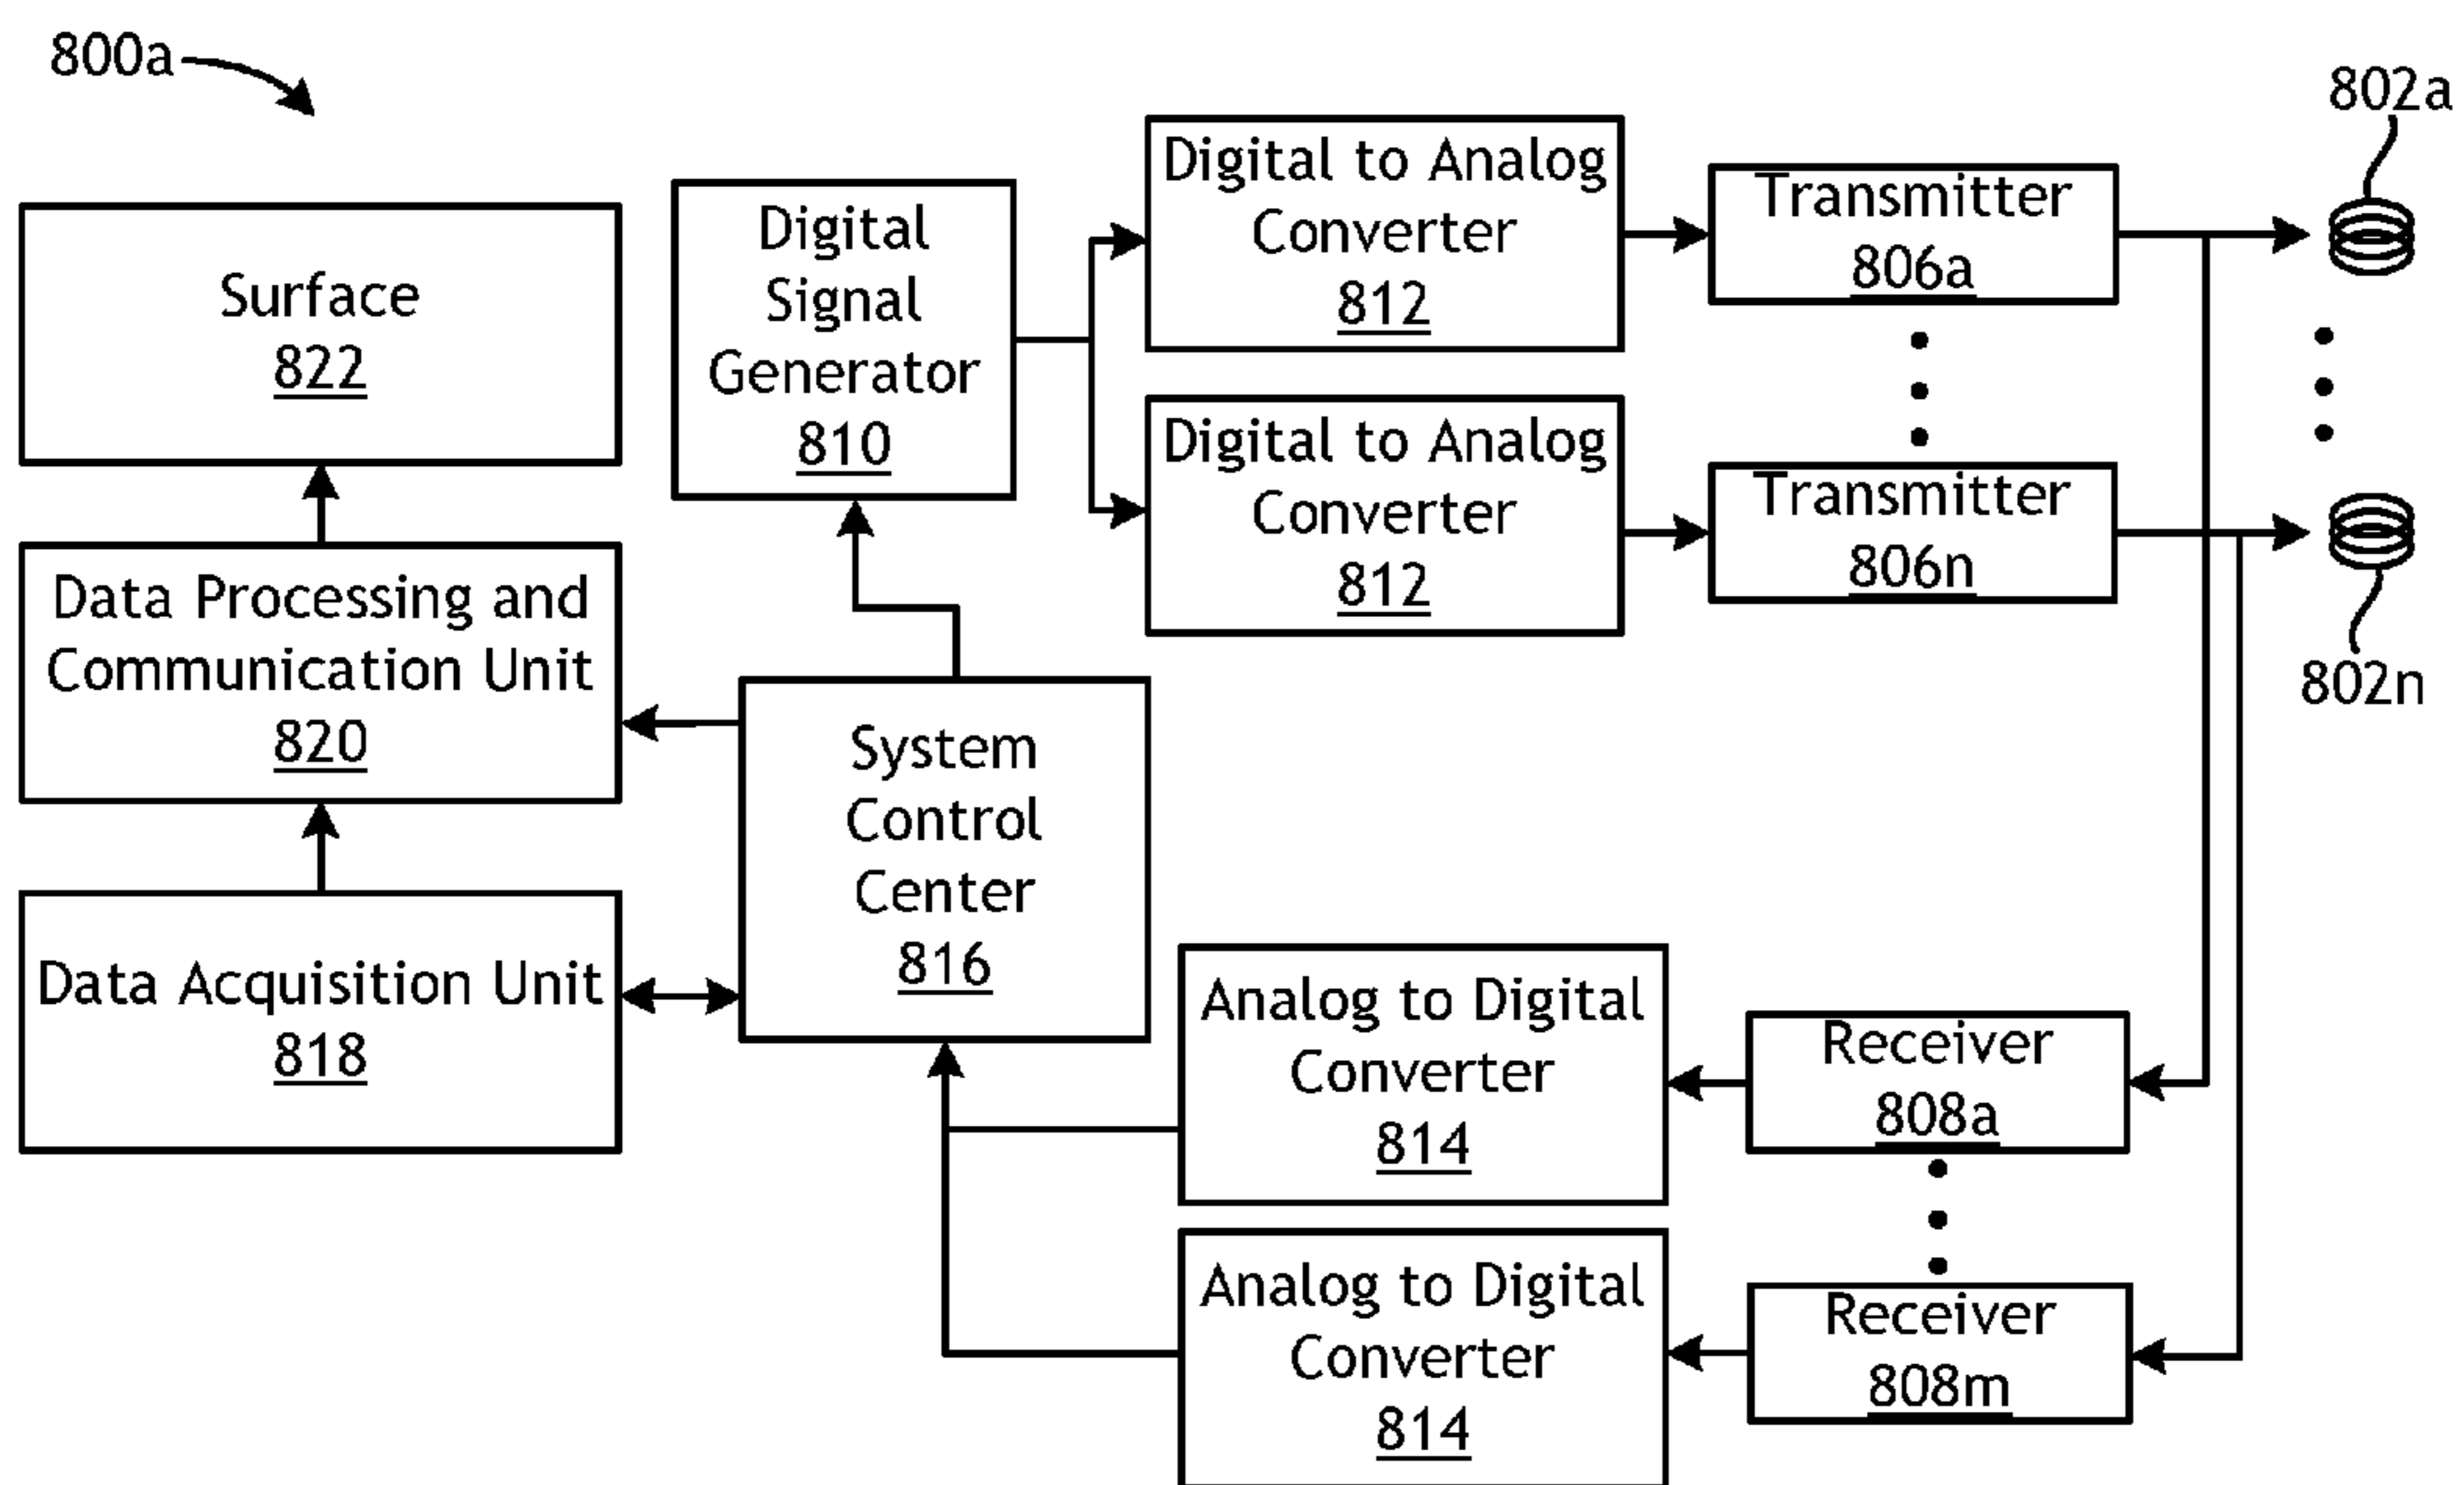 800a
802a
Surface
822
Digital
Signal
Generator
810
Digital to Analog
Converter
812
Transmitter
806a
Digital to Analog
Converter
812
Transmitter
806n
802n
Data Processing and
Communication Unit
820
System
Control
Center
816
Data Acquisition Unit
818
Analog to Digital
Converter
814
Receiver
808a
Analog to Digital
Converter
814
Receiver
808m